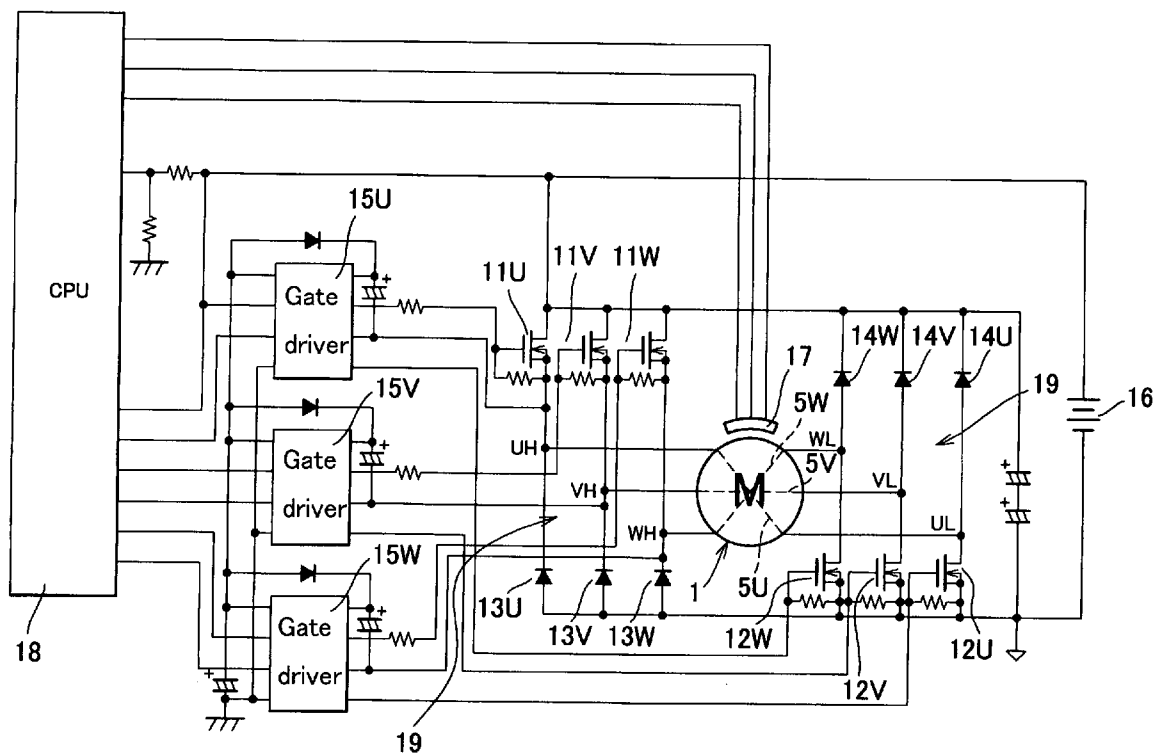 CPU
18
15U
Gate
driver
15V
Gate
driver
15W
Gate
driver
+
+
+
+
11U
11V
11W
UH
VH
WH
13U
13V
13W
19
17
5W
5V
5U
M
1
WL
VL
UL
14W
14V
14U
19
16
+
+
12W
12V
12U